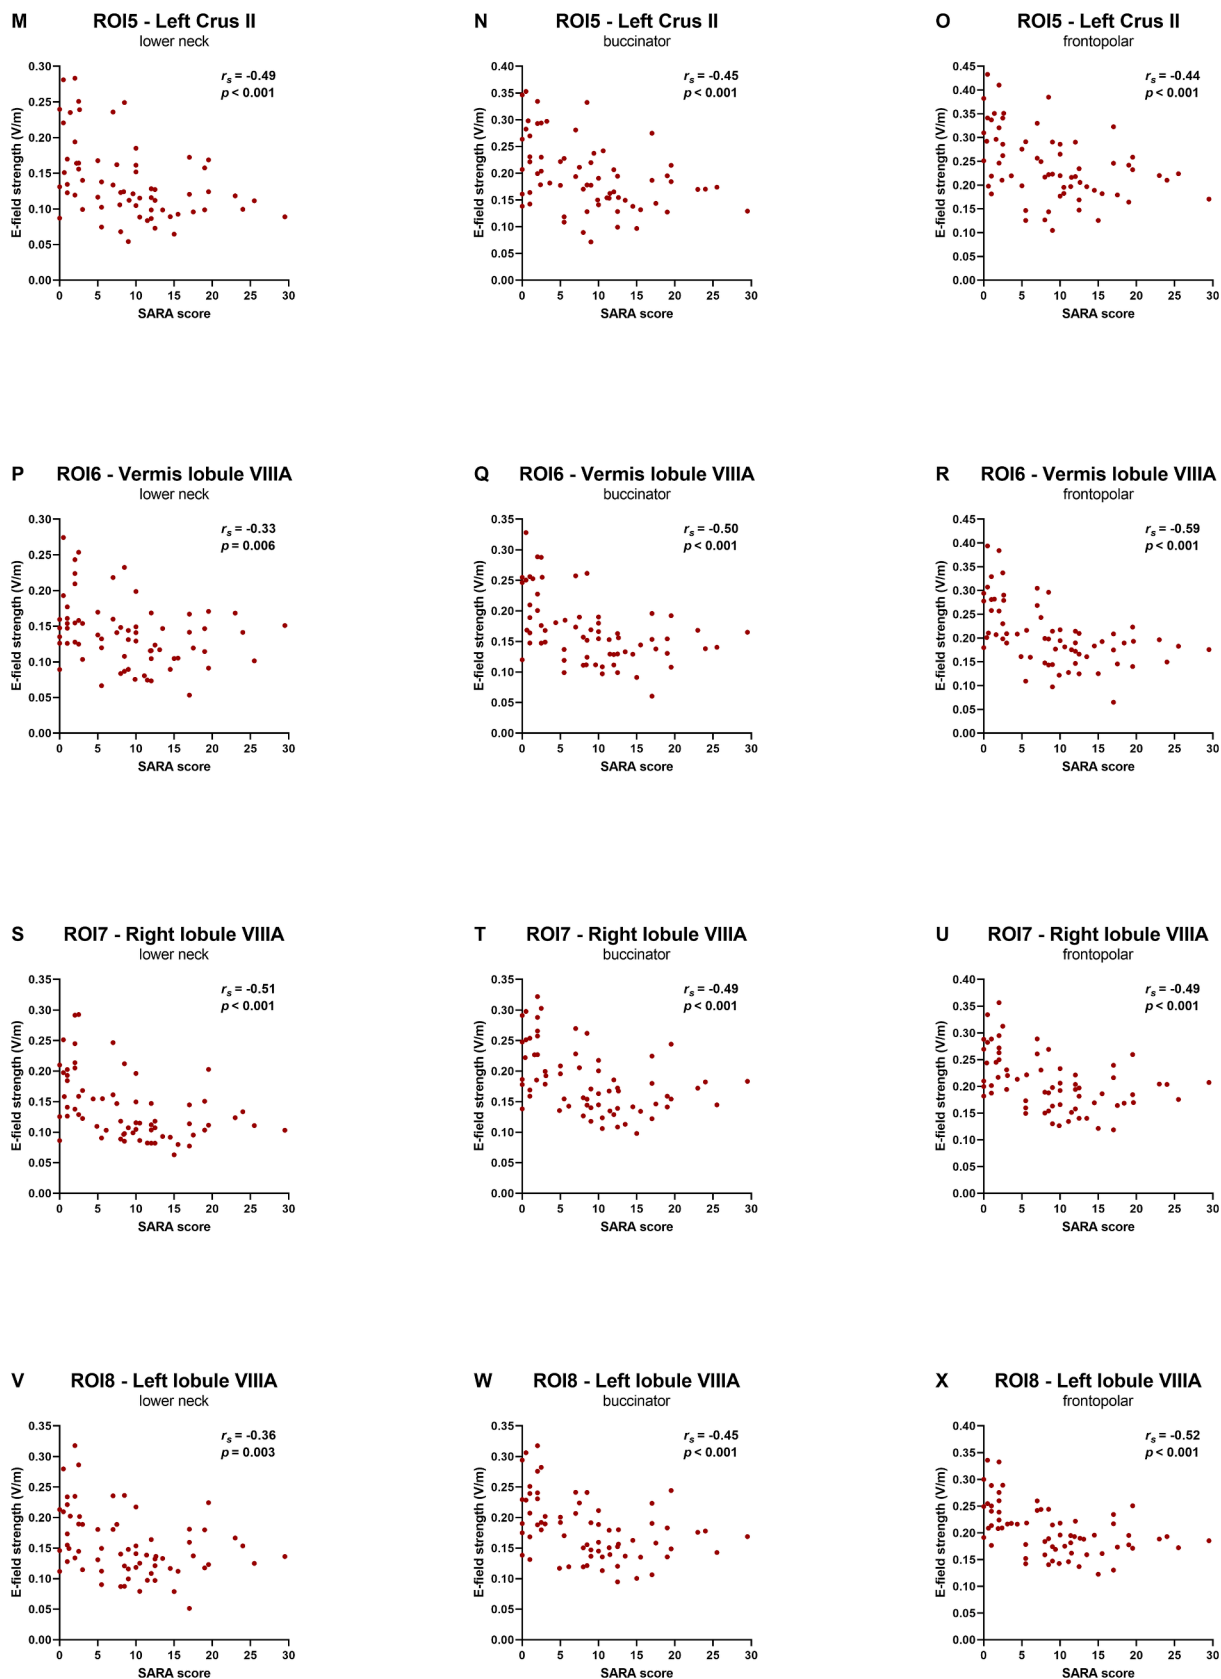 M ROI5 - Left Crus II
lower neck
rs = -0.49
p < 0.001
0.30
0.25
0.20
0.15
0.10
0.05
0.00
E-field strength (V/m)
0 5 10 15 20 25 30
SARA score
N ROI5 - Left Crus II
buccinator
rs = -0.45
p < 0.001
0.40
0.35
0.30
0.25
0.20
0.15
0.10
0.05
0.00
E-field strength (V/m)
0 5 10 15 20 25 30
SARA score
O ROI5 - Left Crus II
frontopolar
rs = -0.44
p < 0.001
0.45
0.40
0.35
0.30
0.25
0.20
0.15
0.10
0.05
0.00
E-field strength (V/m)
0 5 10 15 20 25 30
SARA score
P ROI6 - Vermis lobule VIIIA
lower neck
rs = -0.33
p = 0.006
0.30
0.25
0.20
0.15
0.10
0.05
0.00
E-field strength (V/m)
0 5 10 15 20 25 30
SARA score
Q ROI6 - Vermis lobule VIIIA
buccinator
rs = -0.50
p < 0.001
0.35
0.30
0.25
0.20
0.15
0.10
0.05
0.00
E-field strength (V/m)
0 5 10 15 20 25 30
SARA score
R ROI6 - Vermis lobule VIIIA
frontopolar
rs = -0.59
p < 0.001
0.45
0.40
0.35
0.30
0.25
0.20
0.15
0.10
0.05
0.00
E-field strength (V/m)
0 5 10 15 20 25 30
SARA score
S ROI7 - Right lobule VIIIA
lower neck
rs = -0.51
p < 0.001
0.35
0.30
0.25
0.20
0.15
0.10
0.05
0.00
E-field strength (V/m)
0 5 10 15 20 25 30
SARA score
T ROI7 - Right lobule VIIIA
buccinator
rs = -0.49
p < 0.001
0.35
0.30
0.25
0.20
0.15
0.10
0.05
0.00
E-field strength (V/m)
0 5 10 15 20 25 30
SARA score
U ROI7 - Right lobule VIIIA
frontopolar
rs = -0.49
p < 0.001
0.40
0.35
0.30
0.25
0.20
0.15
0.10
0.05
0.00
E-field strength (V/m)
0 5 10 15 20 25 30
SARA score
V ROI8 - Left lobule VIIIA
lower neck
rs = -0.36
p = 0.003
0.35
0.30
0.25
0.20
0.15
0.10
0.05
0.00
E-field strength (V/m)
0 5 10 15 20 25 30
SARA score
W ROI8 - Left lobule VIIIA
buccinator
rs = -0.45
p < 0.001
0.35
0.30
0.25
0.20
0.15
0.10
0.05
0.00
E-field strength (V/m)
0 5 10 15 20 25 30
SARA score
X ROI8 - Left lobule VIIIA
frontopolar
rs = -0.52
p < 0.001
0.40
0.35
0.30
0.25
0.20
0.15
0.10
0.05
0.00
E-field strength (V/m)
0 5 10 15 20 25 30
SARA score